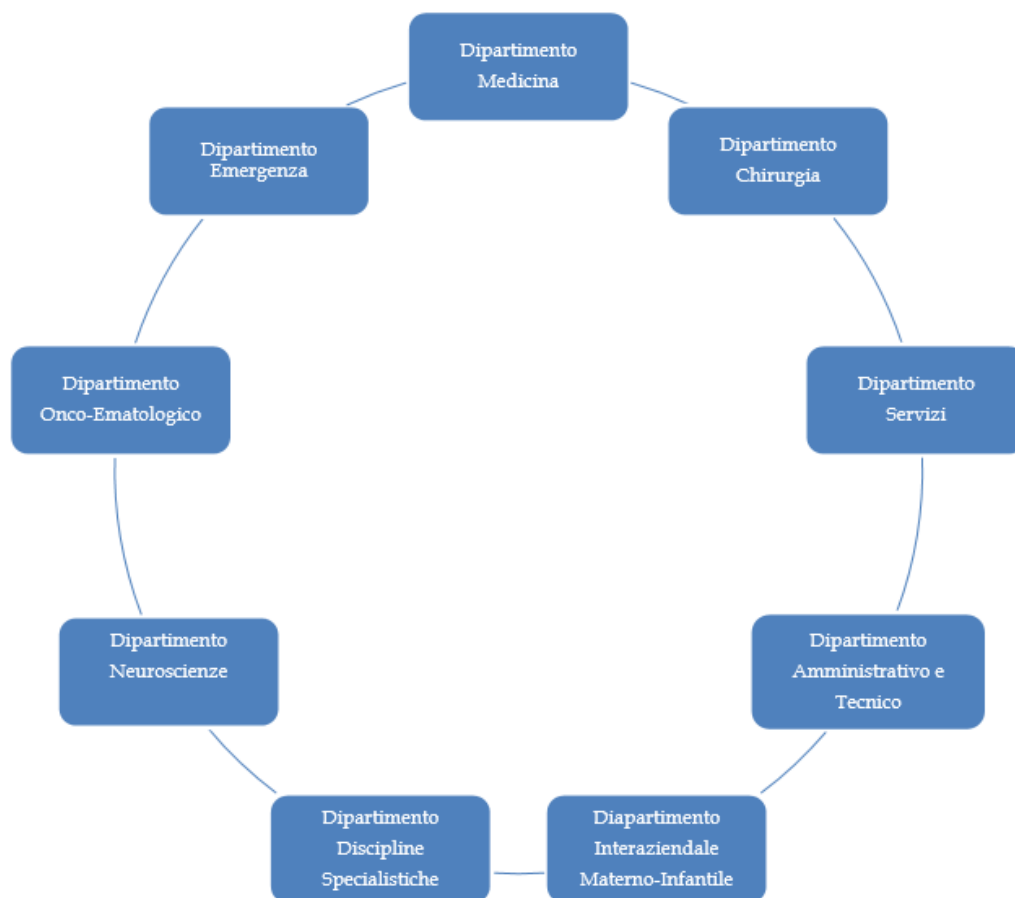 Dipartimento
Medicina
Dipartimento
Chirurgia
Dipartimento
Servizi
Dipartimento
Amministrativo e
Tecnico
Diapartimento
Interaziendale
Materno-Infantile
Dipartimento
Discipline
Specialistiche
Dipartimento
Neuroscienze
Dipartimento
Onco-Ematologico
Dipartimento
Emergenza